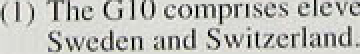 (1) The G10 comprises eleve
Sweden and Switzerland.